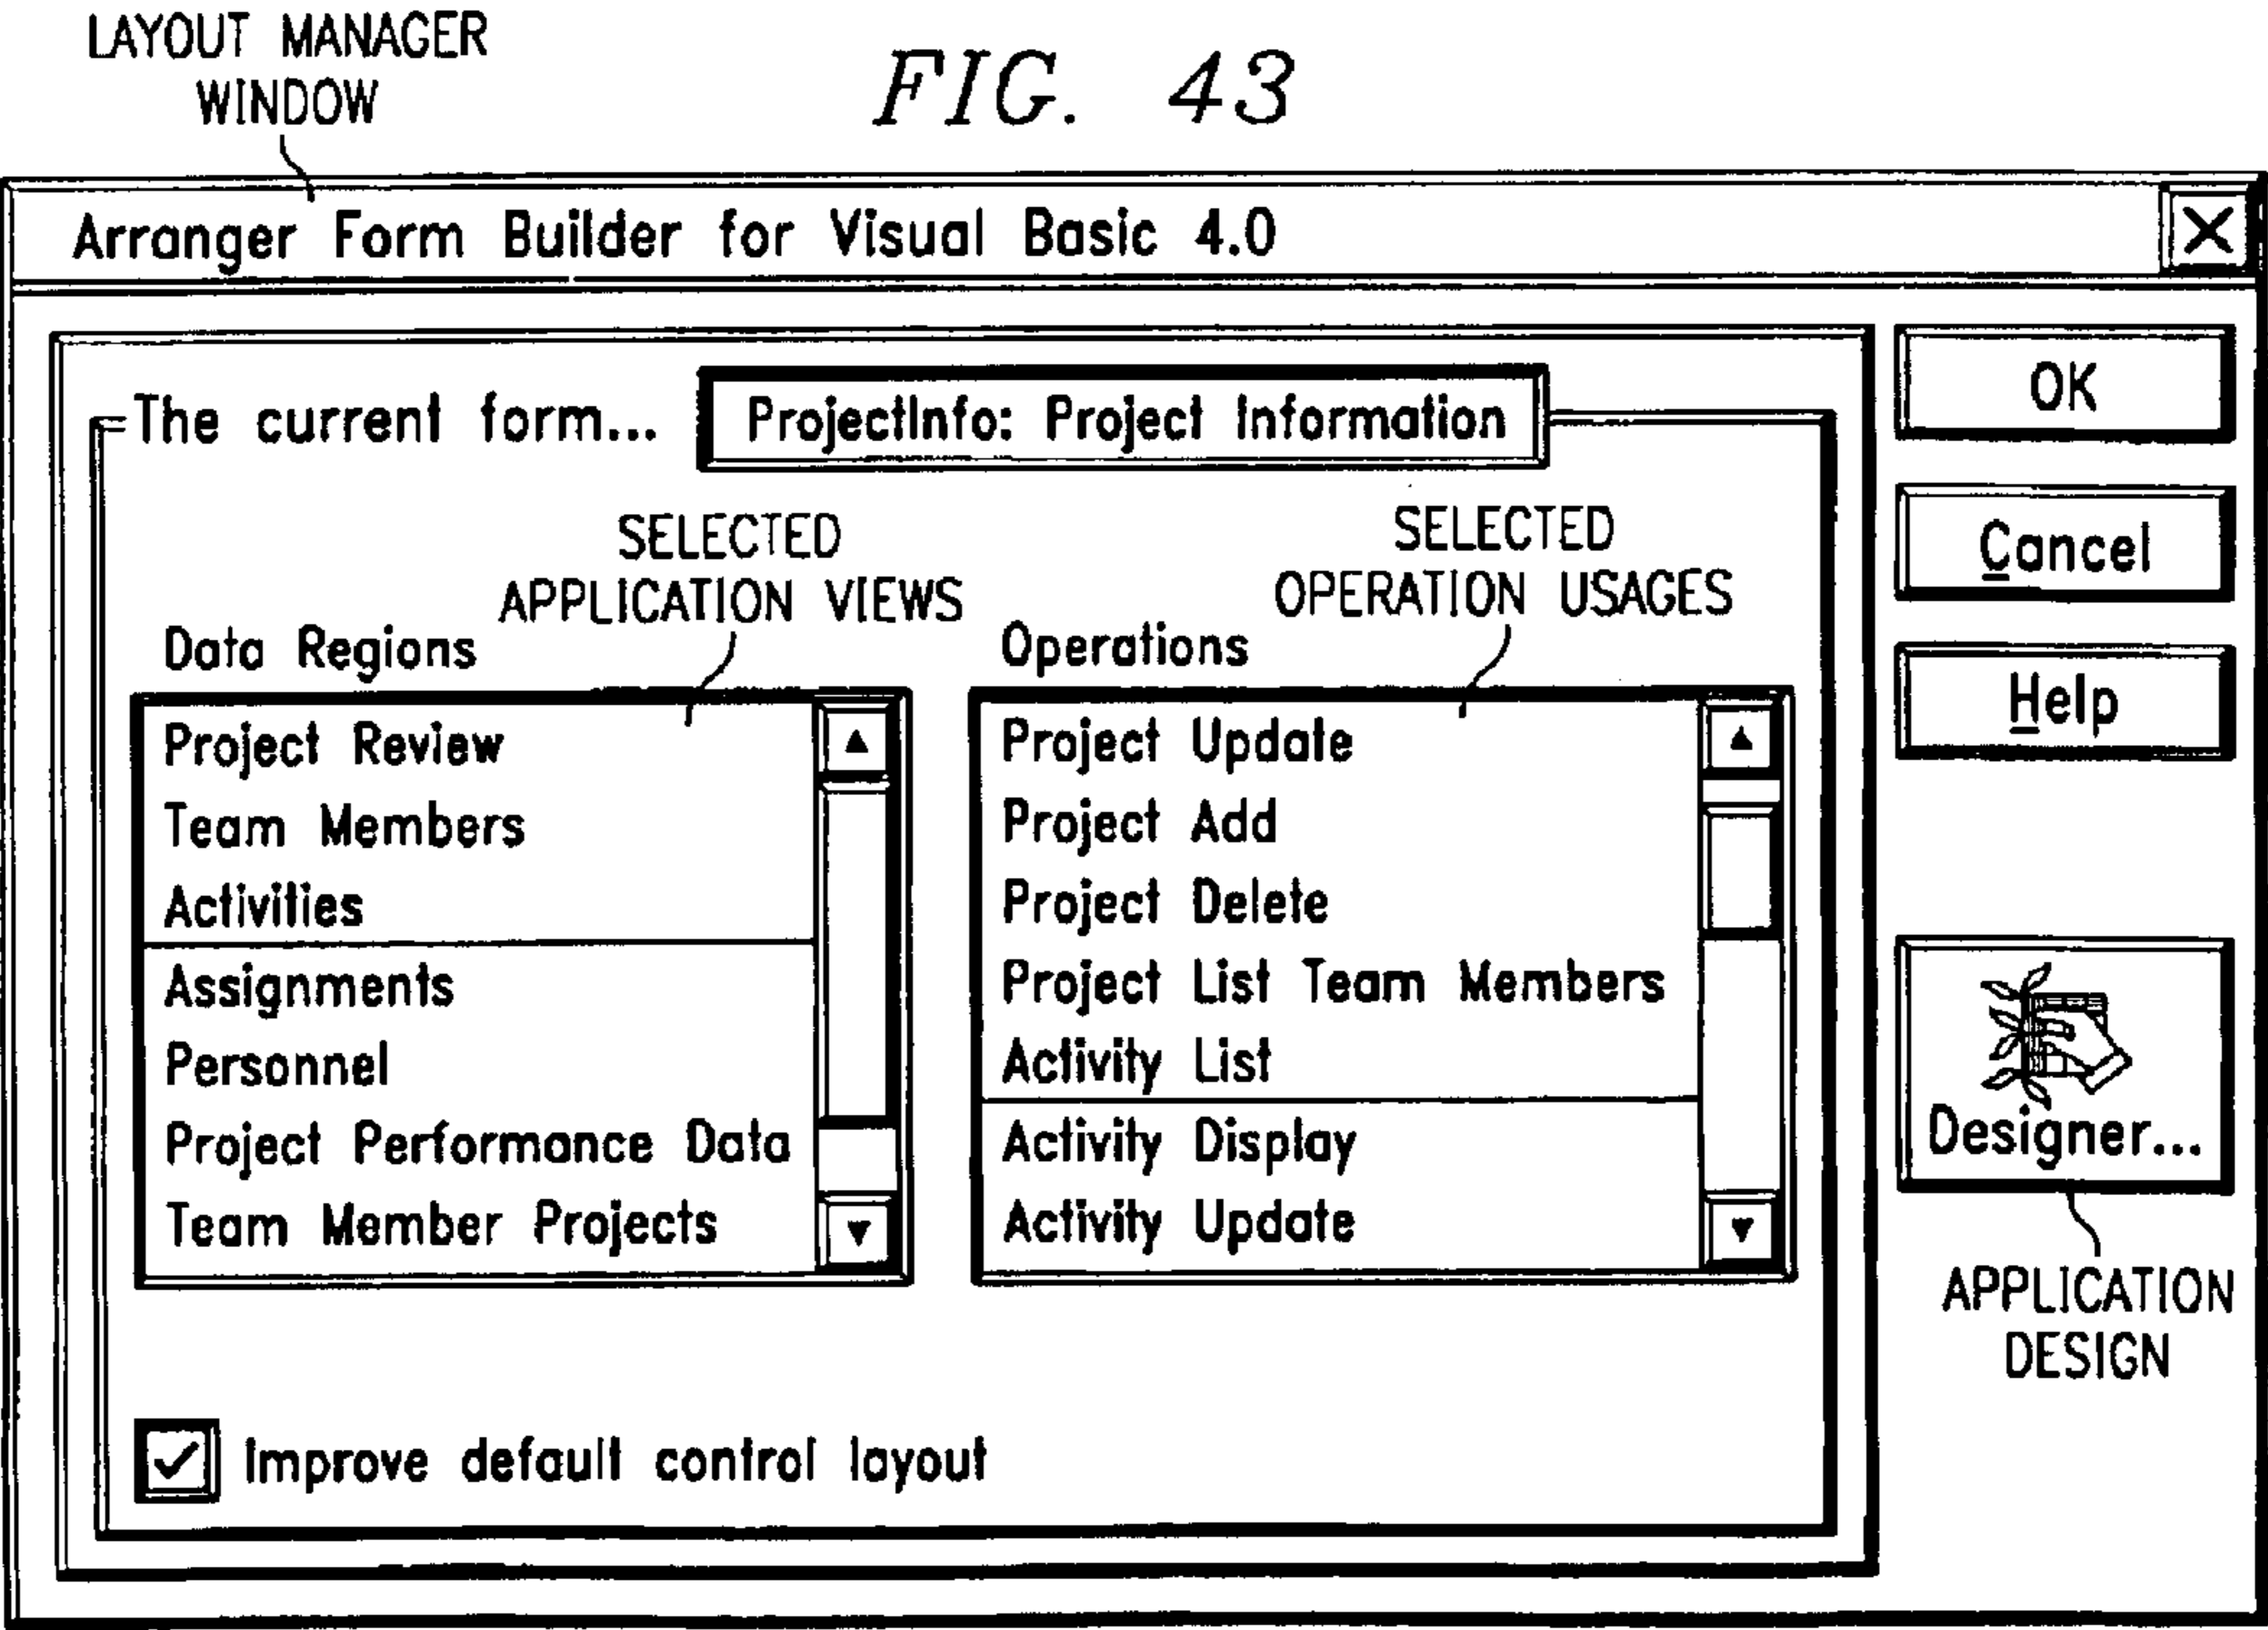 LAYOUT MANAGER
WINDOW
FIG. 43
Arranger Form Builder for Visual Basic 4.0
The current form... ProjectInfo: Project Information
OK
Cancel
Help
SELECTED
APPLICATION VIEWS
SELECTED
OPERATION USAGES
Data Regions
Project Review
Team Members
Activities
Assignments
Personnel
Project Performance Data
Team Member Projects
Operations
Project Update
Project Add
Project Delete
Project List Team Members
Activity List
Activity Display
Activity Update
Designer...
APPLICATION
DESIGN
Improve default control layout